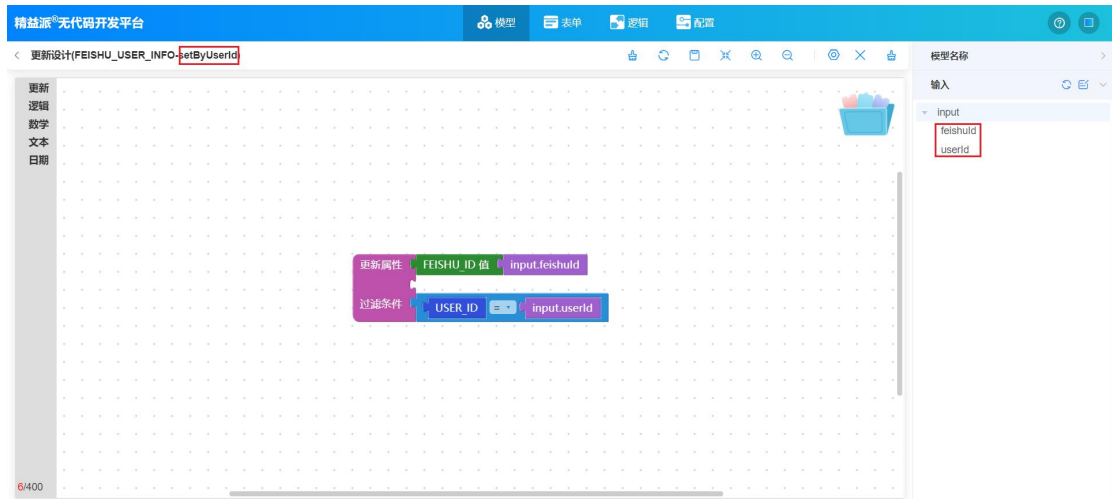 精益派®无代码开发平台 模型 表单 逻辑 配置
< 更新设计(FEISHU_USER_INFO-setByUserId) 模型名称 >
更新 输入
逻辑 input
数学 feishuId
文本 userId
日期
更新属性 FEISHU_ID 值 input.feishuId
过滤条件 USER_ID = input.userId
6/400